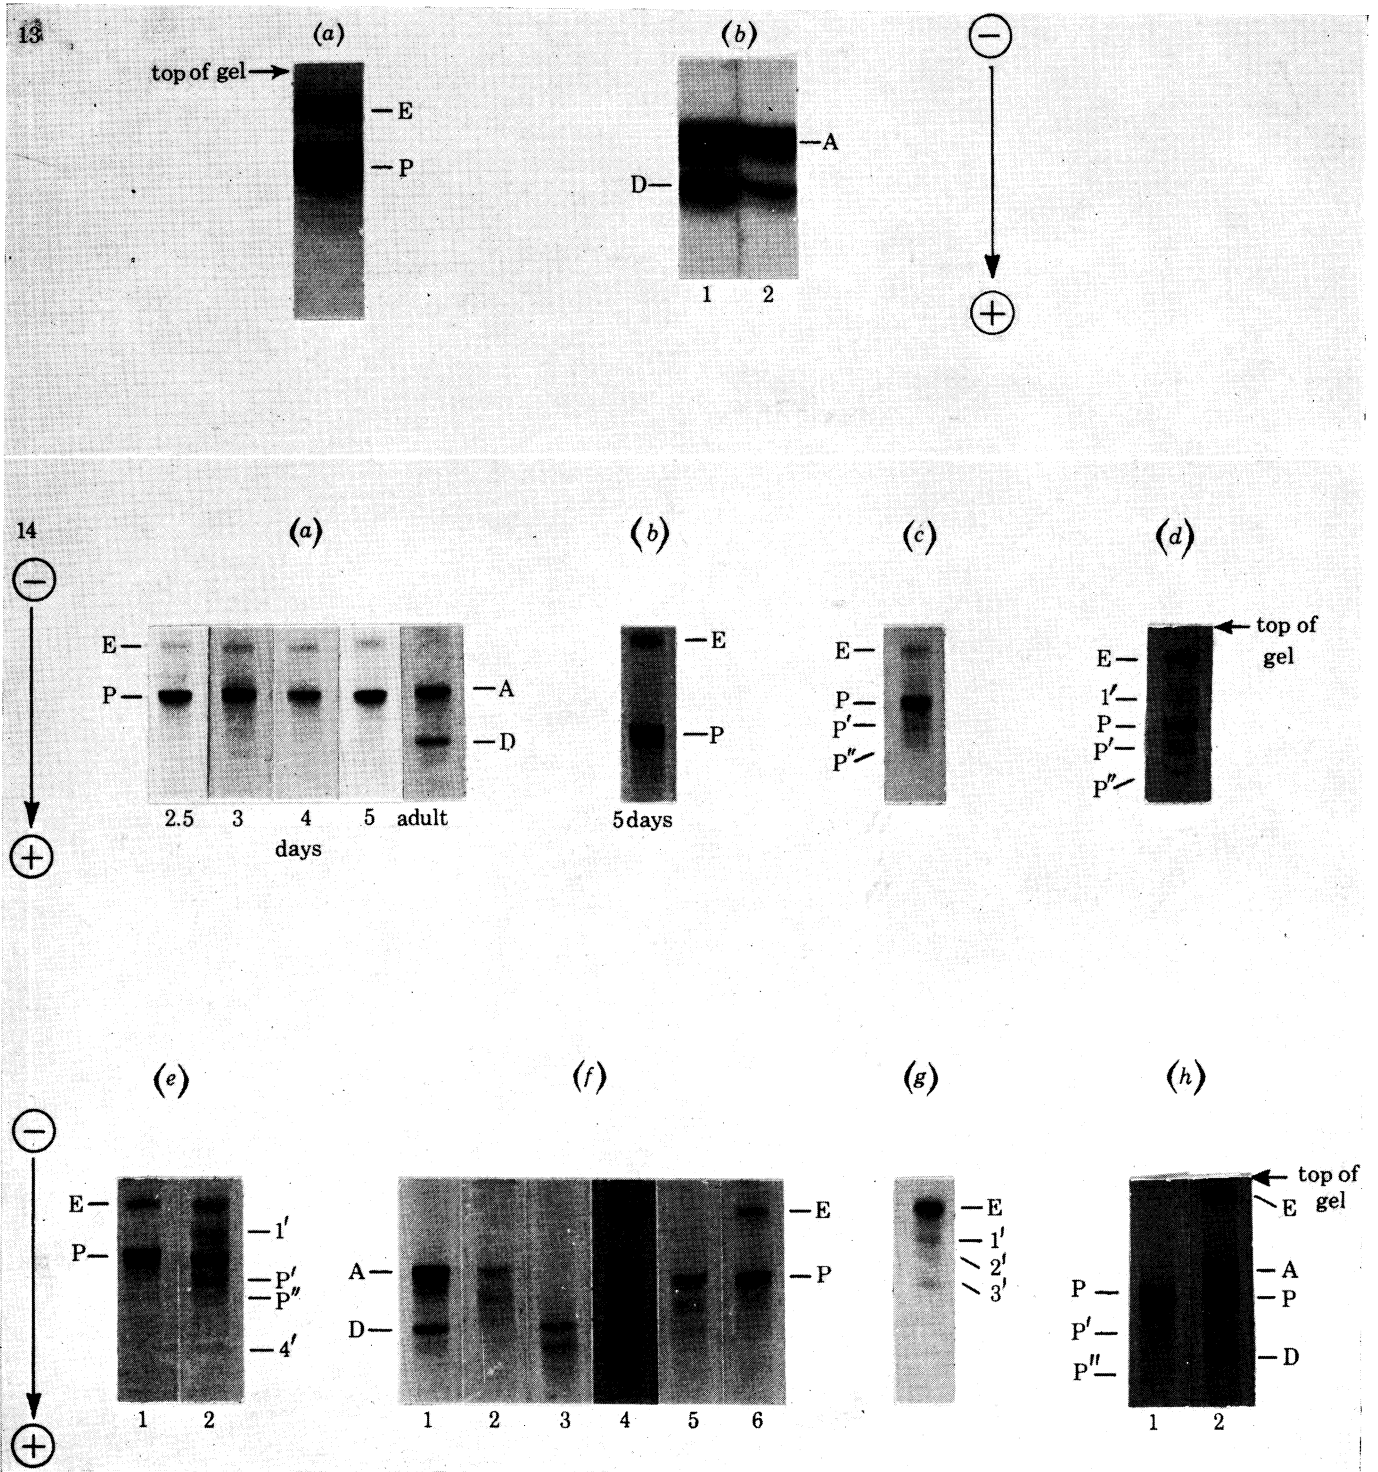 13
(a)
(b)
−
top of gel
E
P
A
D
1 2
+
14
(a)
(b)
(c)
(d)
−
E
P
A
D
2.5 3 4 5 adult
days
+
E
P
5 days
E
P
P′
P″
top of
gel
E
1′
P
P′
P″
(e)
(f)
(g)
(h)
−
E
P
1′
P′
P″
4′
1 2
+
A
D
E
P
1 2 3 4 5 6
E
1′
2′
3′
top of
gel
E
A
P
D
P
P′
P″
1 2